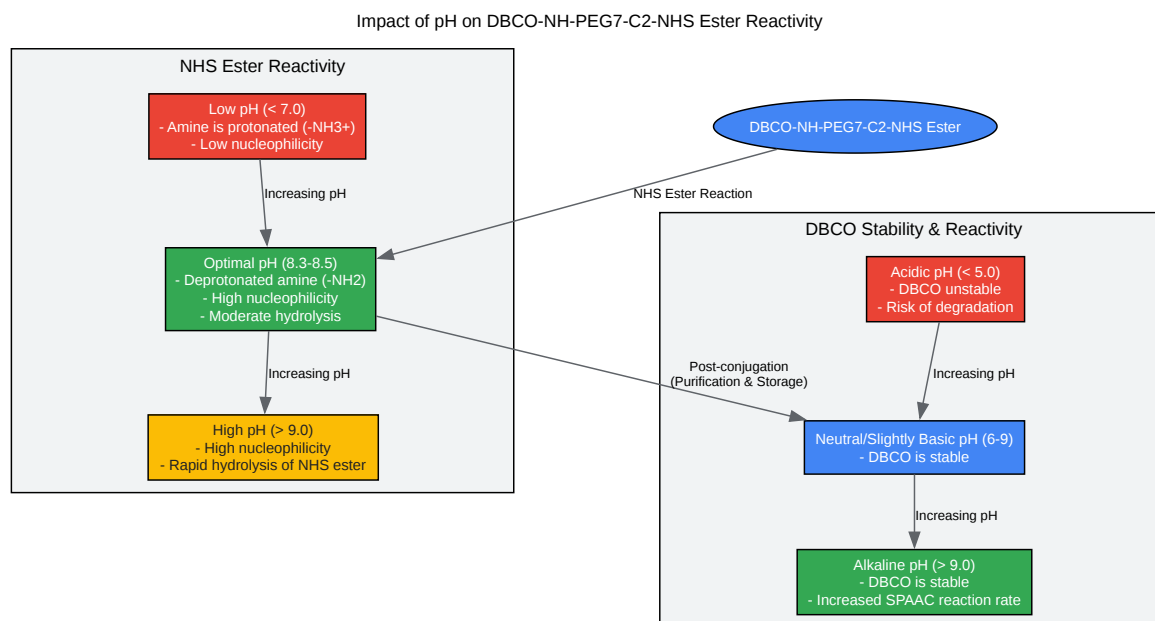 Impact of pH on DBCO-NH-PEG7-C2-NHS Ester Reactivity
NHS Ester Reactivity
Low pH (< 7.0)
- Amine is protonated (-NH3+)
- Low nucleophilicity
Increasing pH
Optimal pH (8.3-8.5)
- Deprotonated amine (-NH2)
- High nucleophilicity
- Moderate hydrolysis
Increasing pH
High pH (> 9.0)
- High nucleophilicity
- Rapid hydrolysis of NHS ester
DBCO-NH-PEG7-C2-NHS Ester
NHS Ester Reaction
Post-conjugation
(Purification & Storage)
DBCO Stability & Reactivity
Acidic pH (< 5.0)
- DBCO unstable
- Risk of degradation
Increasing pH
Neutral/Slightly Basic pH (6-9)
- DBCO is stable
Increasing pH
Alkaline pH (> 9.0)
- DBCO is stable
- Increased SPAAC reaction rate